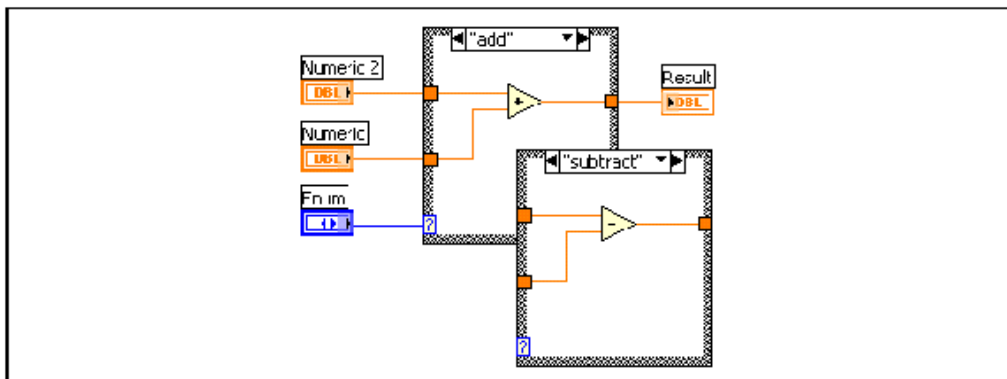 "add"
Numeric 2
DBL
Result
DBL
Numeric
DBL
"subtract"
Enum
?
?